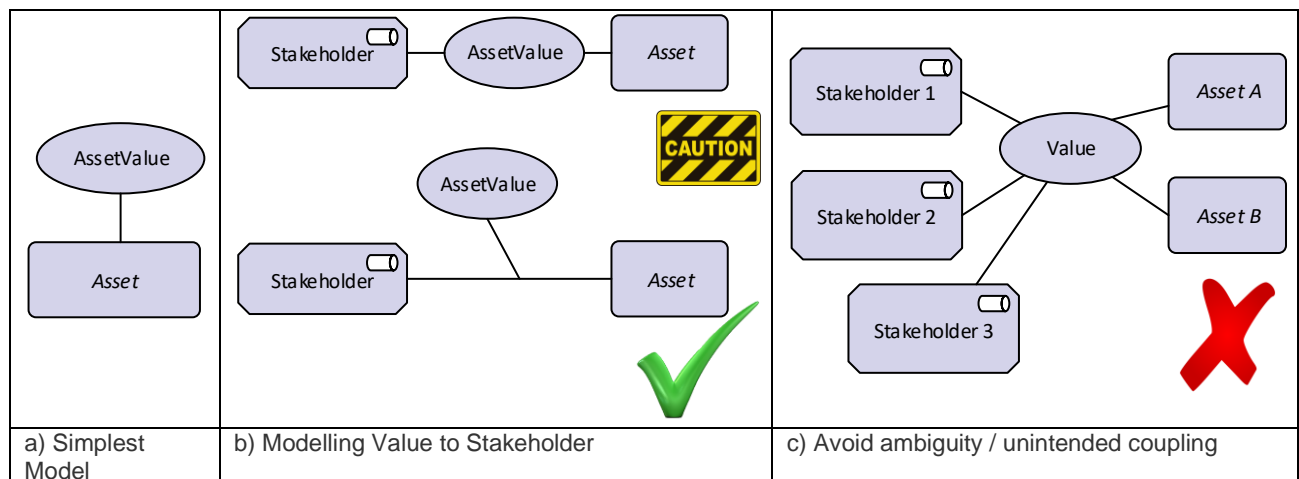 AssetValue
Asset
a) Simplest
Model
Stakeholder
AssetValue
Asset
CAUTION
AssetValue
Stakeholder
Asset
b) Modelling Value to Stakeholder
Stakeholder 1
Asset A
Value
Stakeholder 2
Asset B
Stakeholder 3
c) Avoid ambiguity / unintended coupling